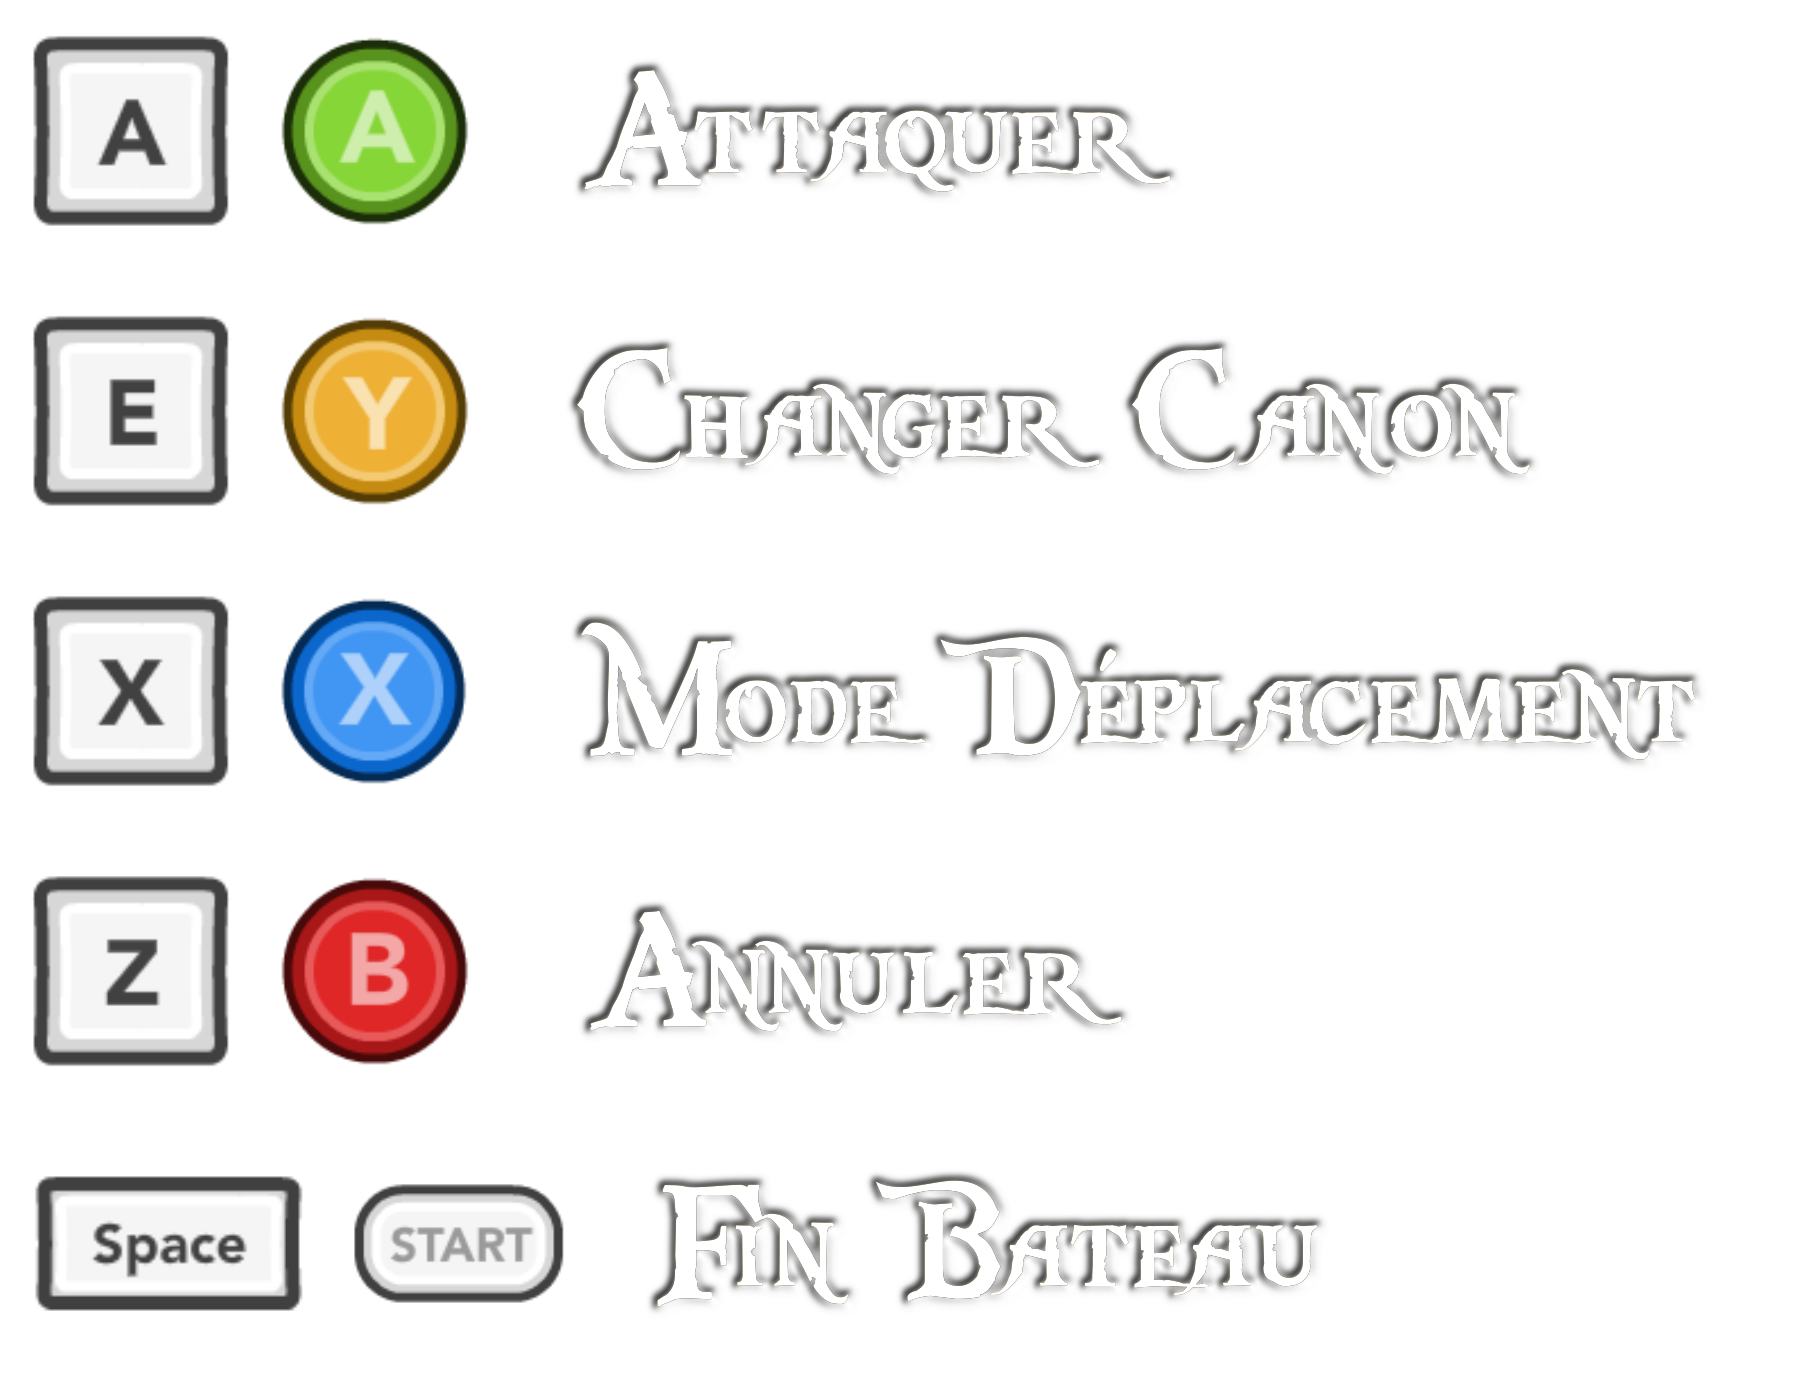 A A Attaquer
E Y Changer Canon
X X Mode Déplacement
Z B Annuler
Space START Fin Bateau